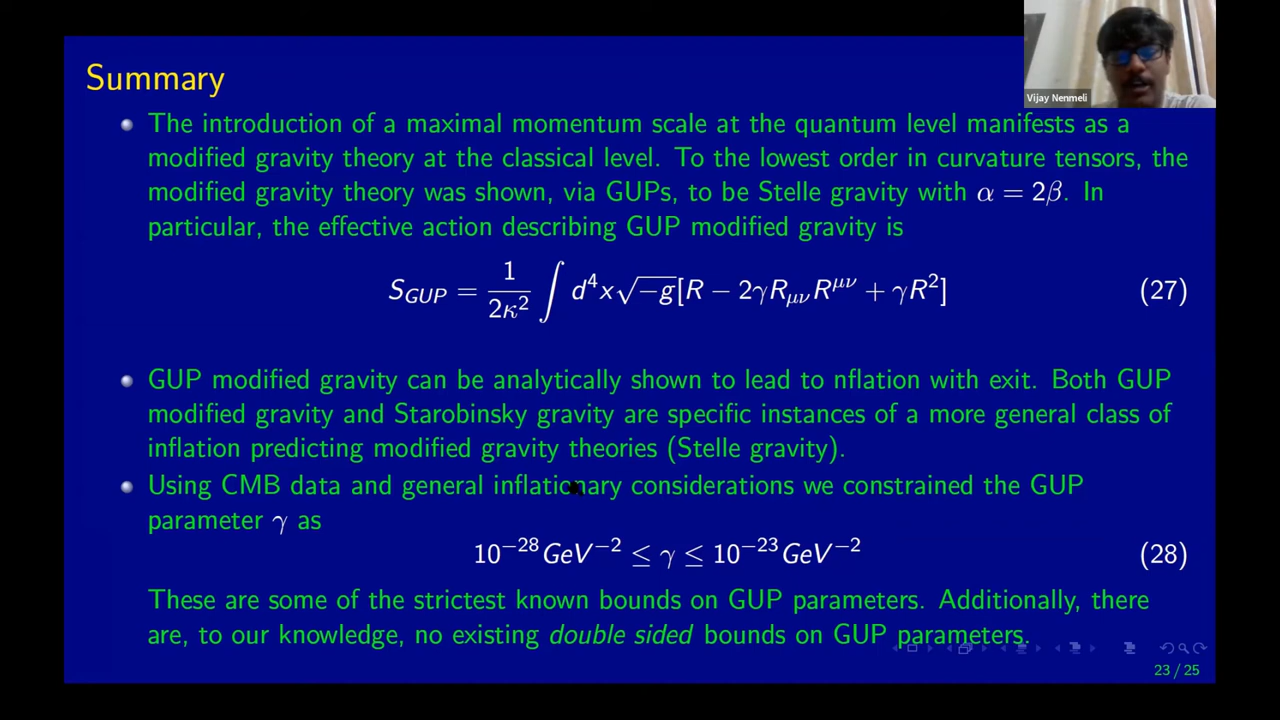 Summary
Vijay Nenmeli
The introduction of a maximal momentum scale at the quantum level manifests as a
modified gravity theory at the classical level. To the lowest order in curvature tensors, the
modified gravity theory was shown, via GUPs, to be Stelle gravity with α = 2β. In
particular, the effective action describing GUP modified gravity is
S_GUP = 1/2κ² ∫ d⁴x√−g[R − 2γR_μνR^μν + γR²] (27)
GUP modified gravity can be analytically shown to lead to nflation with exit. Both GUP
modified gravity and Starobinsky gravity are specific instances of a more general class of
inflation predicting modified gravity theories (Stelle gravity).
Using CMB data and general inflationary considerations we constrained the GUP
parameter γ as
10⁻²⁸GeV⁻² ≤ γ ≤ 10⁻²³GeV⁻² (28)
These are some of the strictest known bounds on GUP parameters. Additionally, there
are, to our knowledge, no existing double sided bounds on GUP parameters.
23 / 25